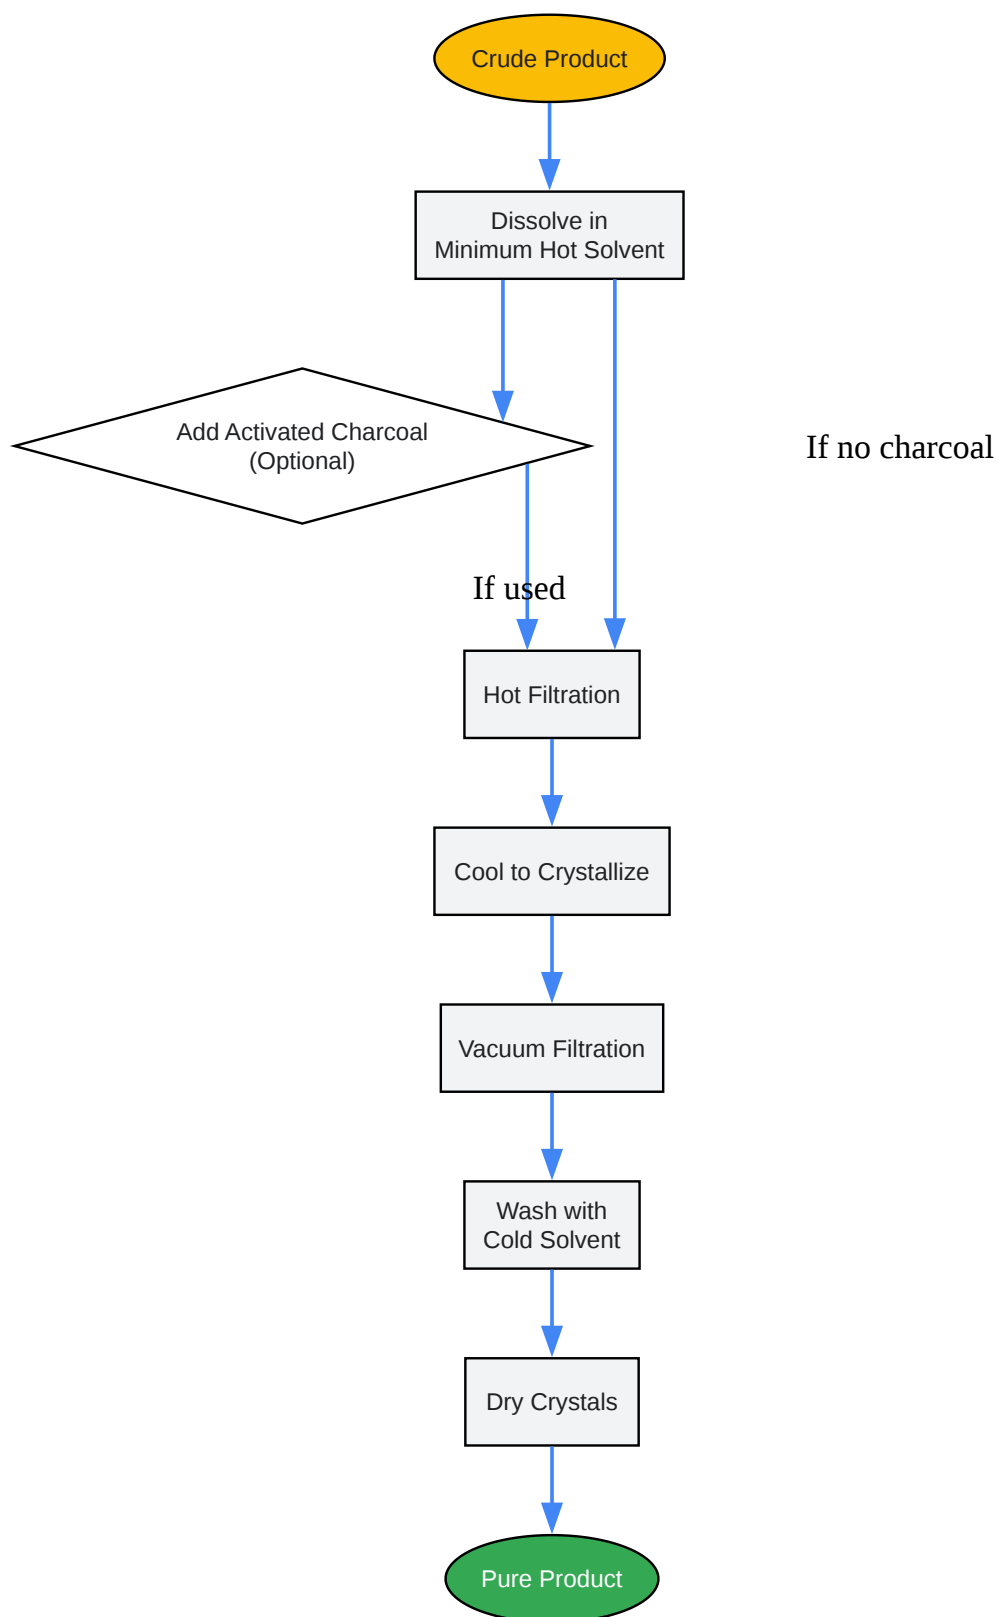 Crude Product
Dissolve in
Minimum Hot Solvent
Add Activated Charcoal
(Optional)
If no charcoal
If used
Hot Filtration
Cool to Crystallize
Vacuum Filtration
Wash with
Cold Solvent
Dry Crystals
Pure Product